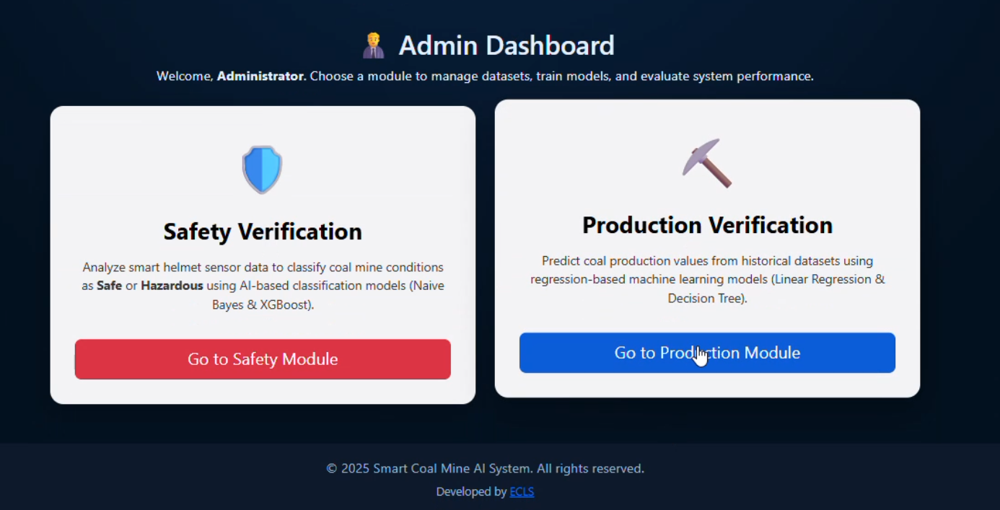 Admin Dashboard
Welcome, Administrator. Choose a module to manage datasets, train models, and evaluate system performance.
Safety Verification
Analyze smart helmet sensor data to classify coal mine conditions
as Safe or Hazardous using AI-based classification models (Naive
Bayes & XGBoost).
Go to Safety Module
Production Verification
Predict coal production values from historical datasets using
regression-based machine learning models (Linear Regression &
Decision Tree).
Go to Production Module
© 2025 Smart Coal Mine AI System. All rights reserved.
Developed by ECLS